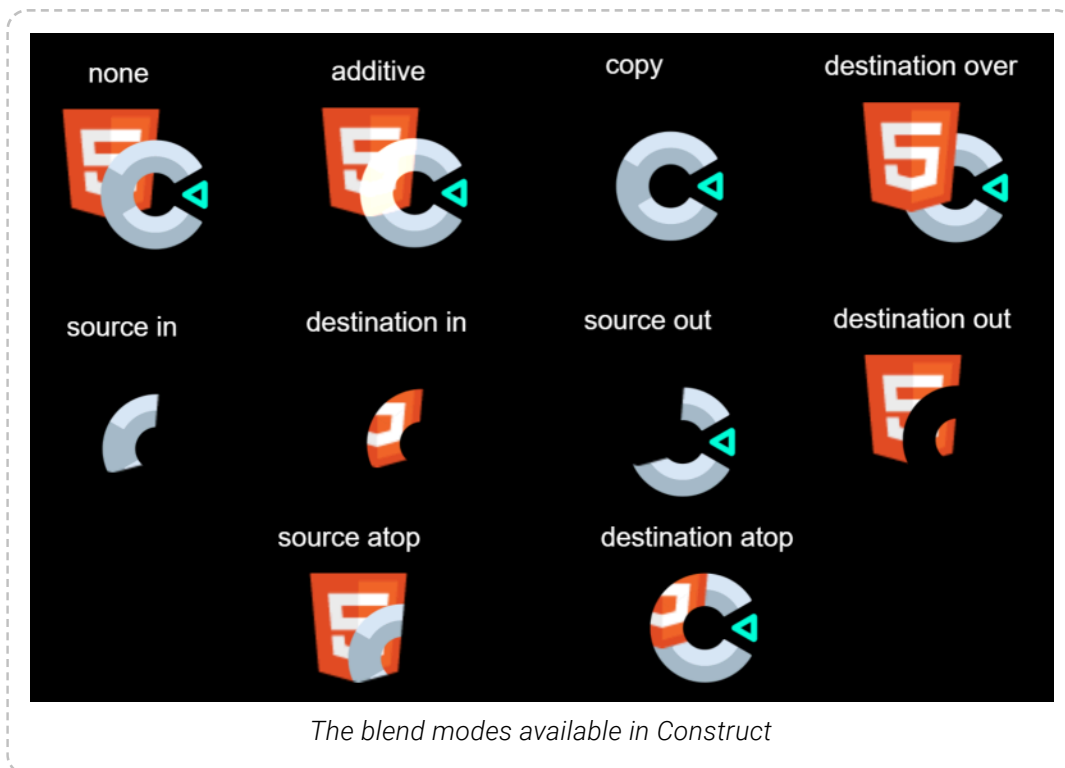 none
additive
copy
destination over
source in
destination in
source out
destination out
source atop
destination atop
The blend modes available in Construct